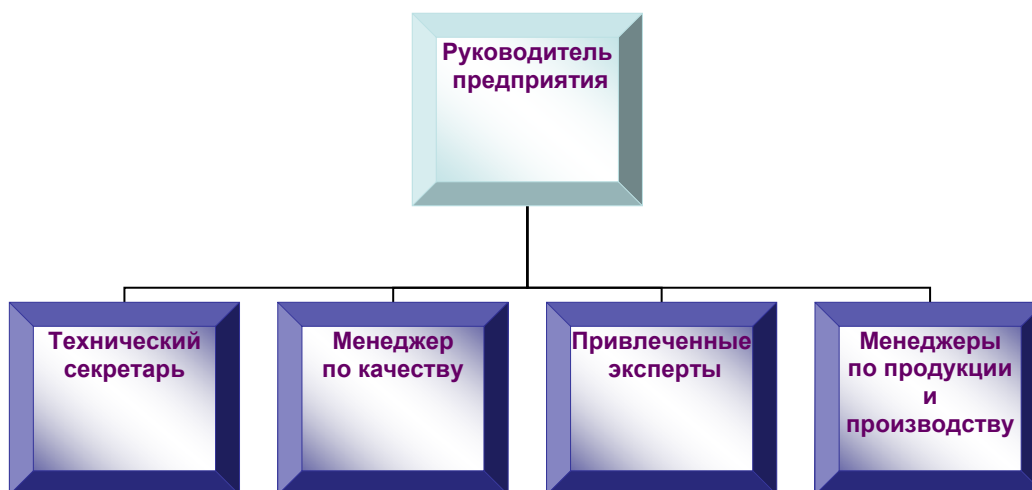 Руководитель
предприятия
Технический
секретарь
Менеджер
по качеству
Привлеченные
эксперты
Менеджеры
по продукции
и
производству